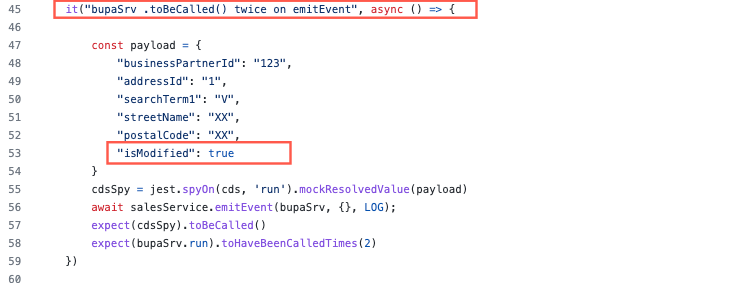 45 it("bupaSrv .toBeCalled() twice on emitEvent", async () => {
46
47 const payload = {
48 "businessPartnerId": "123",
49 "addressId": "1",
50 "searchTerm1": "V",
51 "streetName": "XX",
52 "postalCode": "XX",
53 "isModified": true
54 }
55 cdsSpy = jest.spyOn(cds, 'run').mockResolvedValue(payload)
56 await salesService.emitEvent(bupaSrv, {}, LOG);
57 expect(cdsSpy).toBeCalled()
58 expect(bupaSrv.run).toHaveBeenCalledTimes(2)
59 })
60